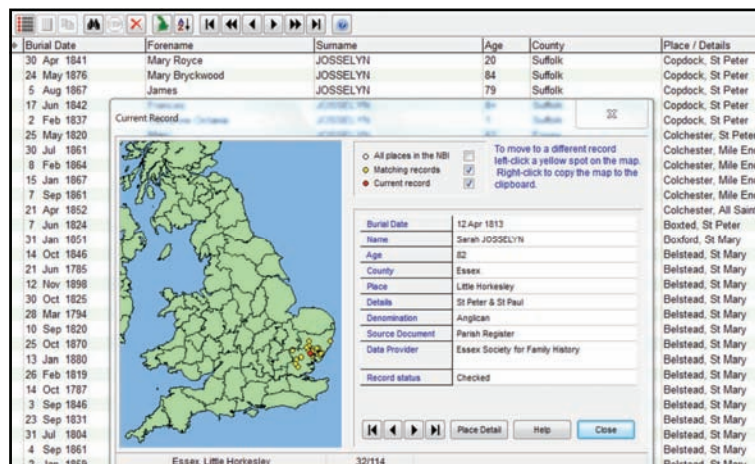 Burial Date Forename Surname Age County Place / Details
30 Apr 1841 Mary Royce JOSSELYN 20 Suffolk Copdock, St Peter
24 May 1876 Mary Bryckwood JOSSELYN 84 Suffolk Copdock, St Peter
5 Aug 1867 James JOSSELYN 79 Suffolk Copdock, St Peter
17 Jun 1842 Copdock, St Peter
2 Feb 1837 Copdock, St Peter
25 May 1820 Colchester, St Peter
30 Jul 1861 Colchester, Mile End
8 Feb 1864 Colchester, Mile End
15 Jan 1867 Colchester, Mile End
7 Sep 1861 Colchester, Mile End
21 Apr 1852 Colchester, All Saint
7 Jun 1824 Boxted, St Peter
31 Jan 1051 Boxford, St Mary
14 Oct 1846 Belstead, St Mary
21 Jun 1785 Belstead, St Mary
12 Nov 1898 Belstead, St Mary
30 Oct 1825 Belstead, St Mary
28 Mar 1794 Belstead, St Mary
10 Sep 1820 Belstead, St Mary
25 Oct 1870 Belstead, St Mary
13 Jan 1880 Belstead, St Mary
26 Feb 1819 Belstead, St Mary
14 Oct 1787 Belstead, St Mary
3 Sep 1846 Belstead, St Mary
23 Sep 1831 Belstead, St Mary
31 Jul 1804 Belstead, St Mary
4 Sep 1861 Belstead, St Mary
Current Record
All places in the NBI
Matching records
Current record
To move to a different record
left-click a yellow spot on the map.
Right-click to copy the map to the
clipboard.
Burial Date 12 Apr 1813
Name Sarah JOSSELYN
Age 82
County Essex
Place Little Horkesley
Details St Peter & St Paul
Denomination Anglican
Source Document Parish Register
Data Provider Essex Society for Family History
Record status Checked
Place Detail Help Close
Essex, Little Horkesley 32/114